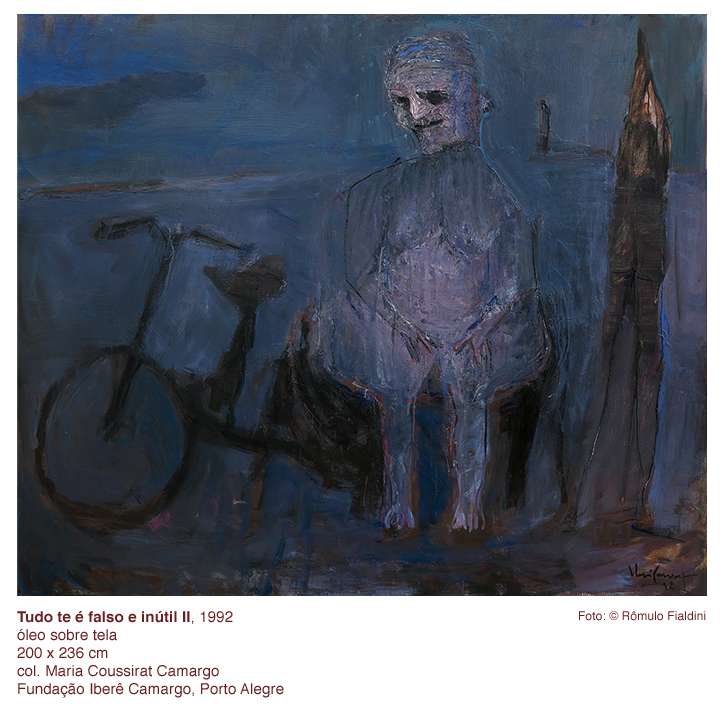 Tudo te é falso e inútil II, 1992
óleo sobre tela
200 x 236 cm
col. Maria Coussirat Camargo
Fundação Iberê Camargo, Porto Alegre
Foto: © Rômulo Fialdini